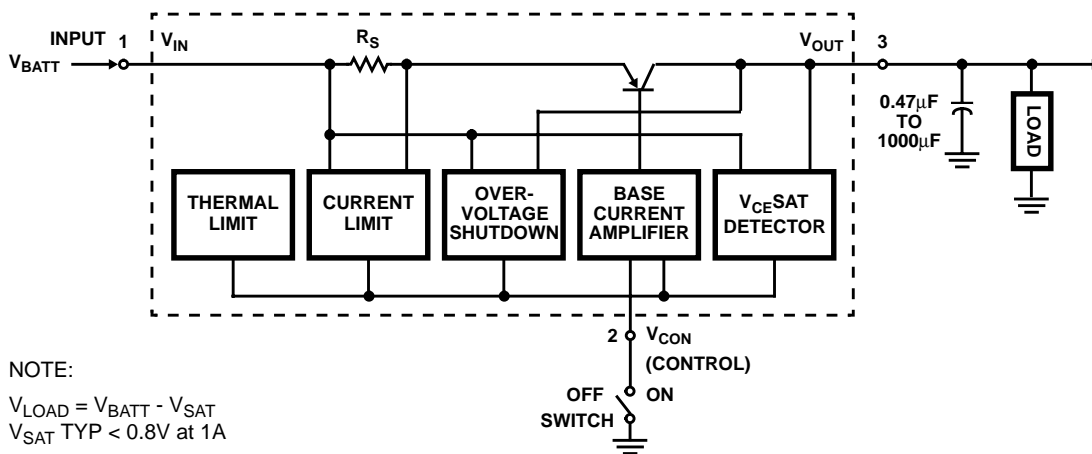 INPUT 1
V_BATT
V_IN
R_S
V_OUT
3
0.47μF
TO
1000μF
LOAD
THERMAL
LIMIT
CURRENT
LIMIT
OVER-
VOLTAGE
SHUTDOWN
BASE
CURRENT
AMPLIFIER
V_CESAT
DETECTOR
2 V_CON
(CONTROL)
OFF ON
SWITCH
NOTE:
V_LOAD = V_BATT - V_SAT
V_SAT TYP < 0.8V at 1A